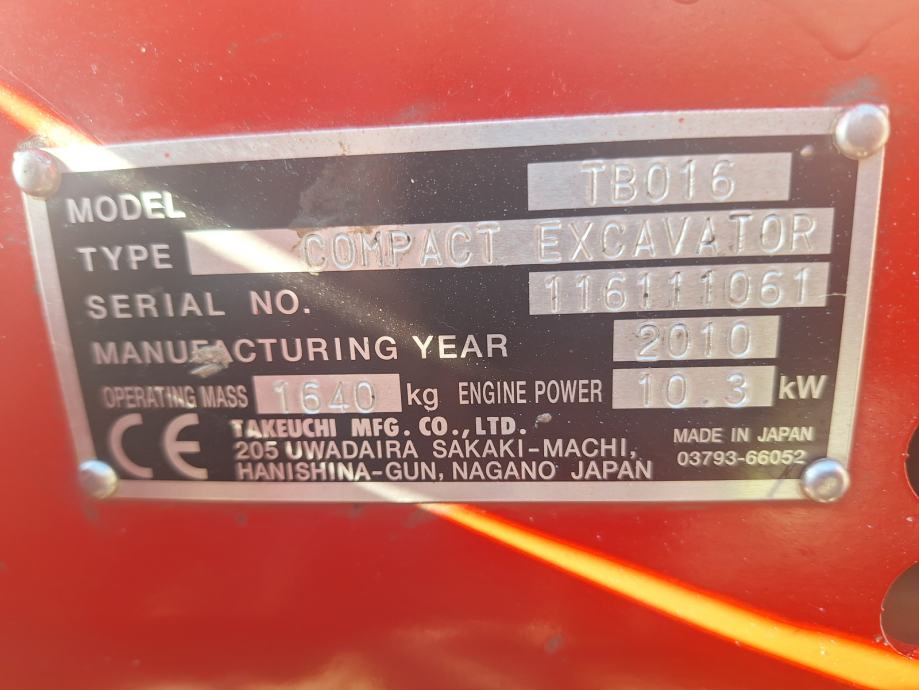 MODEL TB016
TYPE COMPACT EXCAVATOR
SERIAL NO. 116111061
MANUFACTURING YEAR 2010
OPERATING MASS 1640 kg ENGINE POWER 10.3 kW
CE
TAKEUCHI MFG. CO.,LTD.
205 UWADAIRA SAKAKI-MACHI,
HANISHINA-GUN, NAGANO JAPAN
MADE IN JAPAN
03793-66052